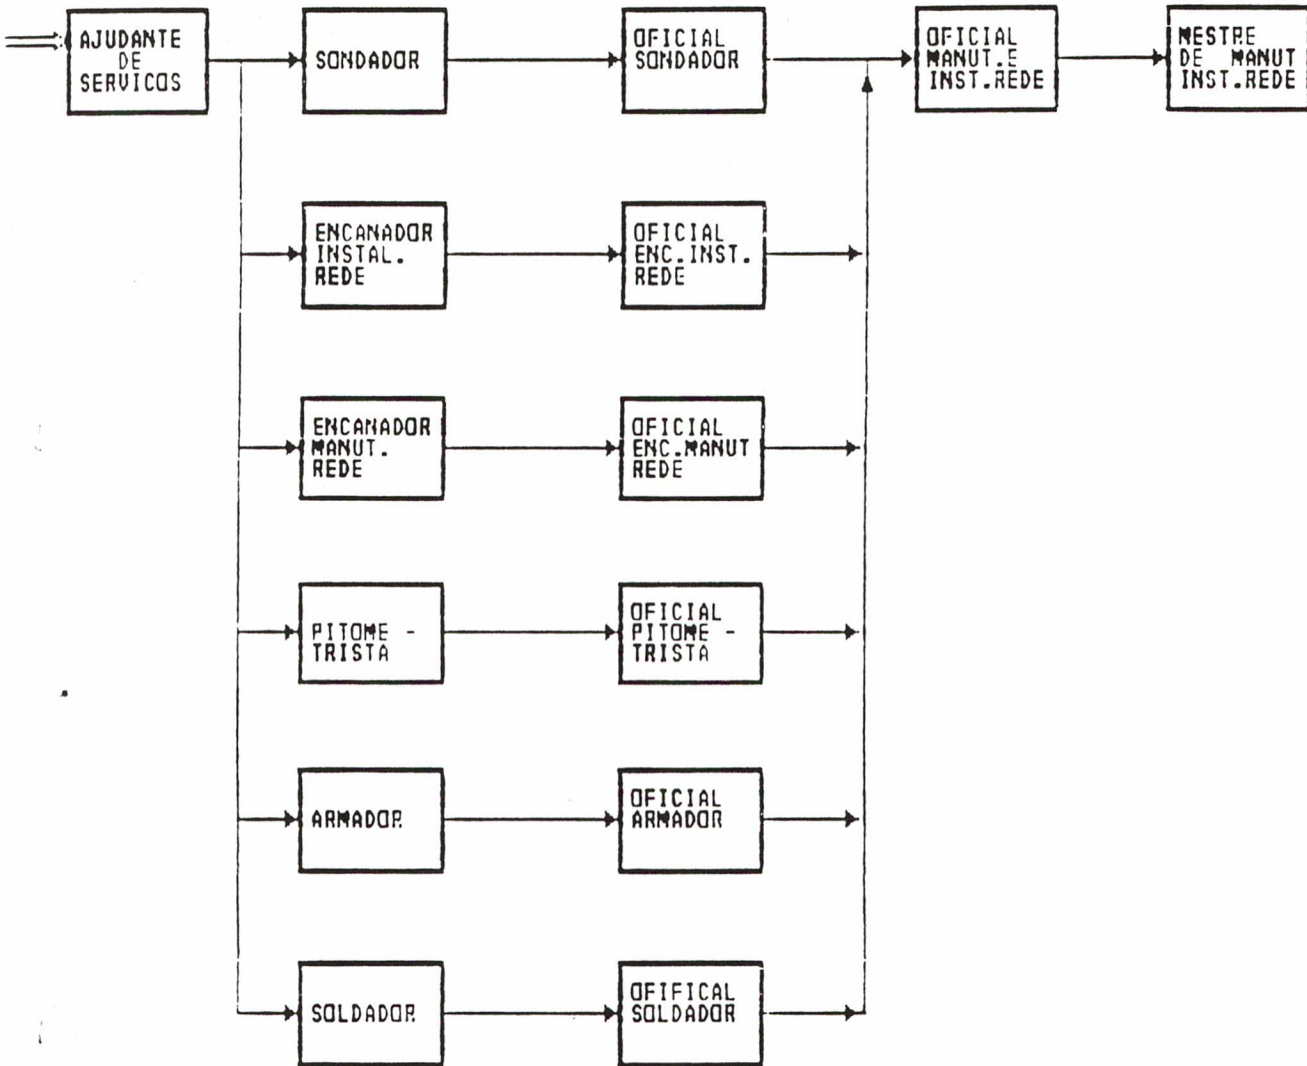 AJUDANTE
DE
SERVICOS
SONDADOR
OFICIAL
SONDADOR
OFICIAL
MANUT.E
INST.REDE
MESTRE
DE MANUT
INST.REDE
ENCANADOR
INSTAL.
REDE
OFICIAL
ENC.INST.
REDE
ENCANADOR
MANUT.
REDE
OFICIAL
ENC.MANUT
REDE
PITOME -
TRISTA
OFICIAL
PITOME -
TRISTA
ARMADOR
OFICIAL
ARMADOR
SOLDADOR
OFIFICAL
SOLDADOR